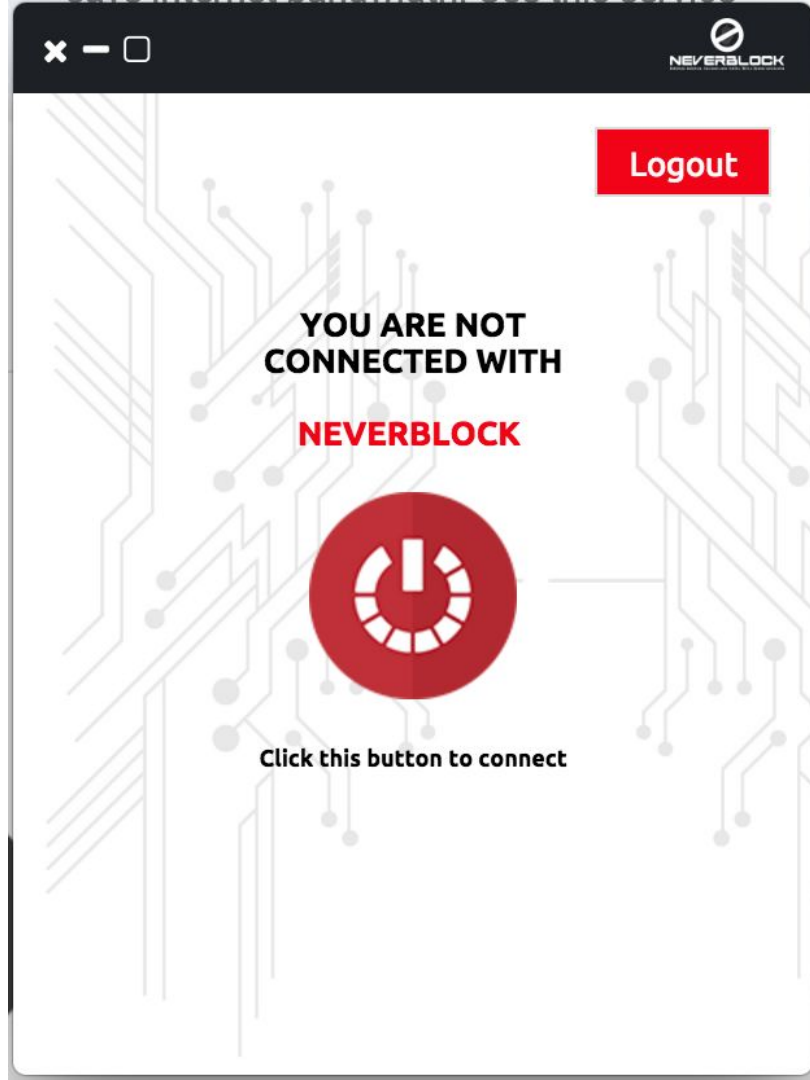 NEVERBLOCK
Logout
YOU ARE NOT
CONNECTED WITH
NEVERBLOCK
Click this button to connect